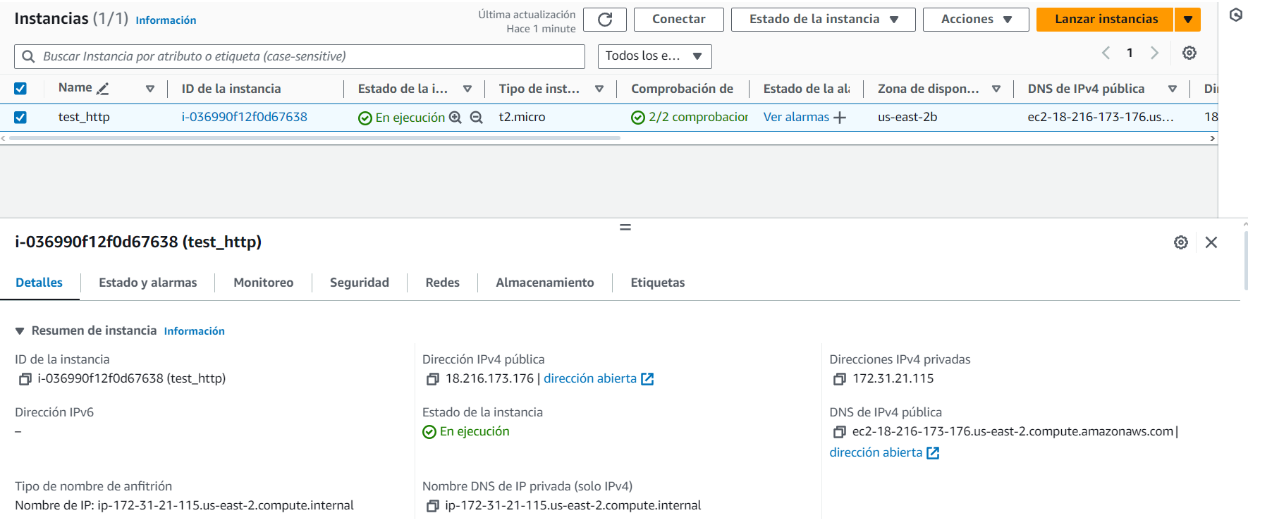 Instancias (1/1) Información
Última actualización
Hace 1 minute
Conectar
Estado de la instancia
Acciones
Lanzar instancias
Buscar Instancia por atributo o etiqueta (case-sensitive)
Todos los e...
1
Name ID de la instancia Estado de la i... Tipo de inst... Comprobación de Estado de la ala Zona de dispon... DNS de IPv4 pública Di
test_http i-036990f12f0d67638 En ejecución t2.micro 2/2 comprobacior Ver alarmas us-east-2b ec2-18-216-173-176.us... 18
i-036990f12f0d67638 (test_http)
Detalles Estado y alarmas Monitoreo Seguridad Redes Almacenamiento Etiquetas
Resumen de instancia Información
ID de la instancia
i-036990f12f0d67638 (test_http)
Dirección IPv4 pública
18.216.173.176 | dirección abierta
Direcciones IPv4 privadas
172.31.21.115
Dirección IPv6
–
Estado de la instancia
En ejecución
DNS de IPv4 pública
ec2-18-216-173-176.us-east-2.compute.amazonaws.com |
dirección abierta
Tipo de nombre de anfitrión
Nombre de IP: ip-172-31-21-115.us-east-2.compute.internal
Nombre DNS de IP privada (solo IPv4)
ip-172-31-21-115.us-east-2.compute.internal